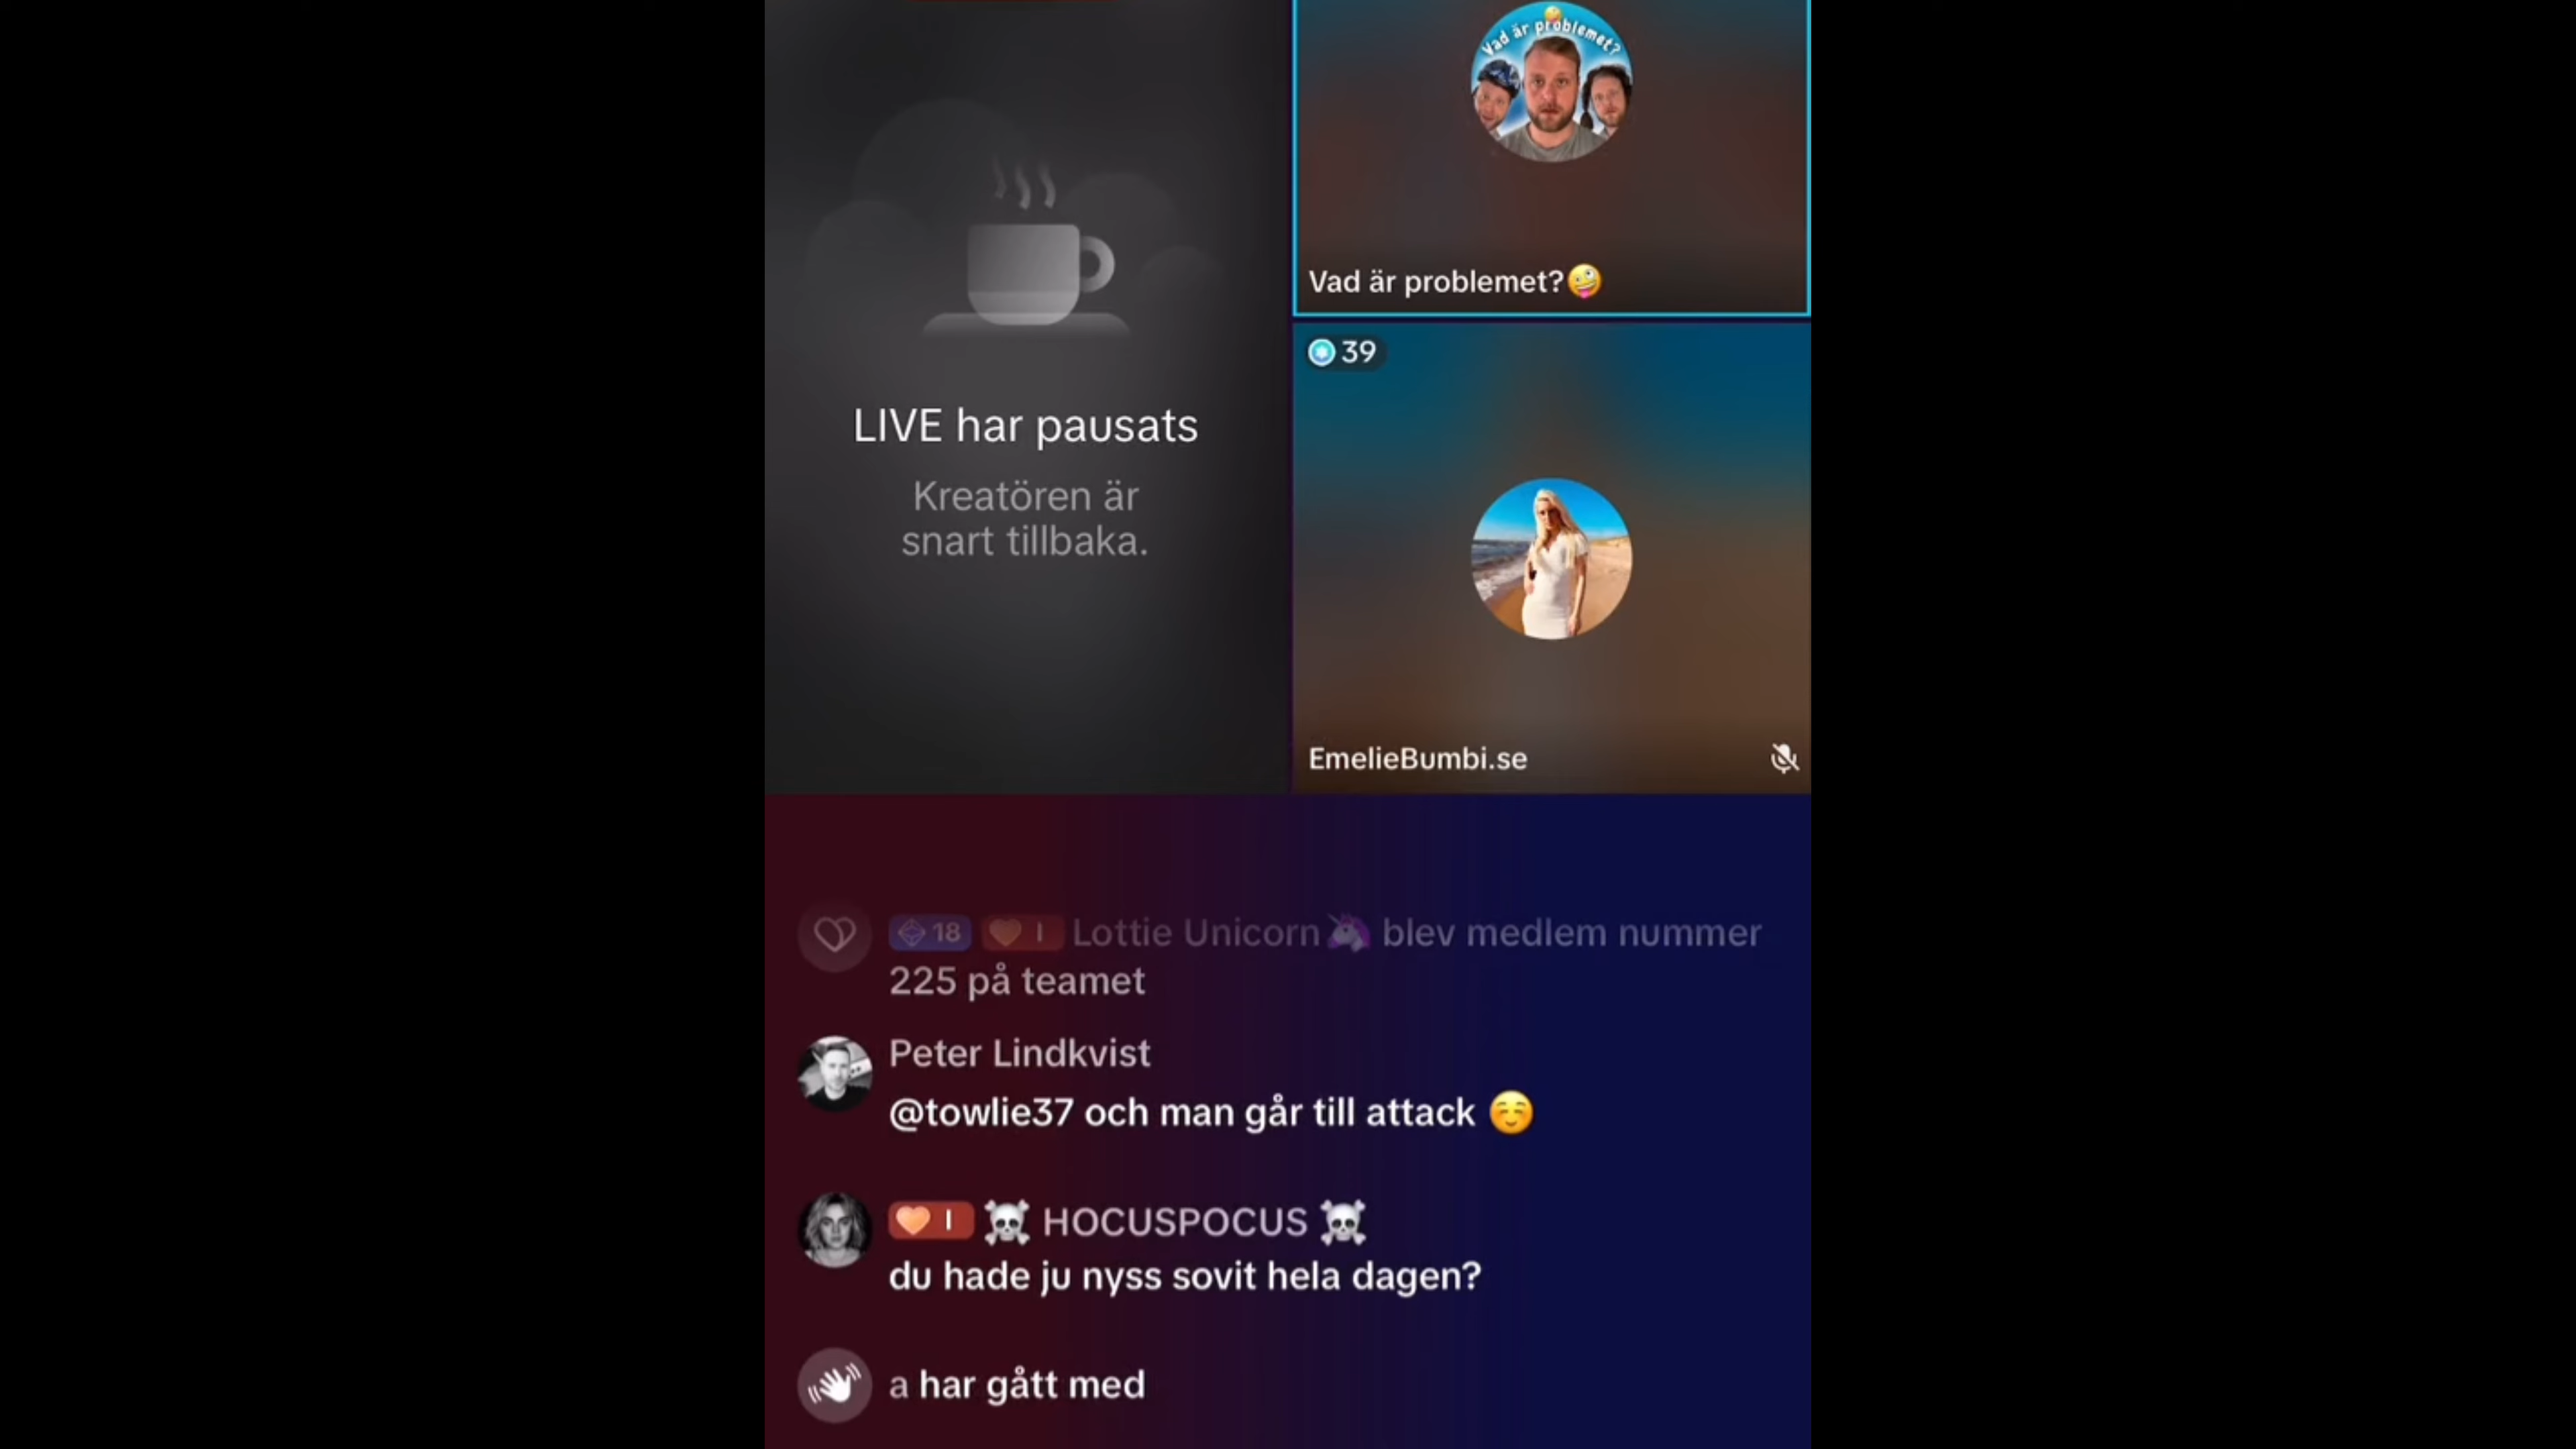 Vad är problemet?
Vad är problemet?🤪
39
LIVE har pausats
Kreatören är
snart tillbaka.
EmelieBumbi.se
18 I Lottie Unicorn🦄 blev medlem nummer
225 på teamet
Peter Lindkvist
@towlie37 och man går till attack ☺️
I ☠️ HOCUSPOCUS ☠️
du hade ju nyss sovit hela dagen?
a har gått med